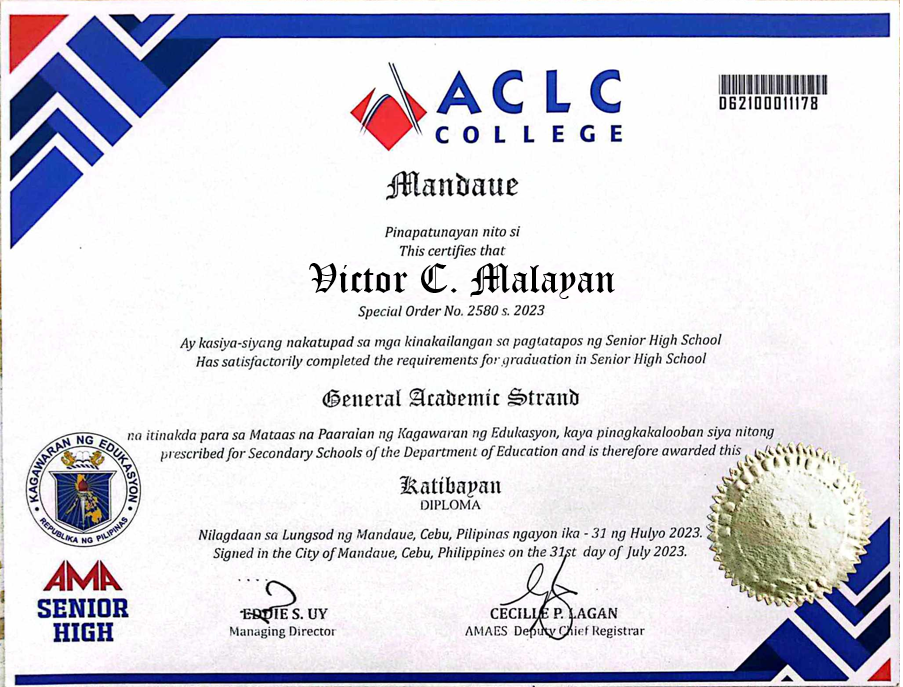 ACLC
COLLEGE
D62100011178
Mandaue
Pinapatunayan nito si
This certifies that
Victor C. Malayan
Special Order No. 2580 s. 2023
Ay kasiya-siyang nakatupad sa mga kinakailangan sa pagtatapos ng Senior High School
Has satisfactorily completed the requirements for graduation in Senior High School
General Academic Strand
na itinakda para sa Mataas na Paaralan ng Kagawaran ng Edukasyon, kaya pinagkakalooban siya nitong
prescribed for Secondary Schools of the Department of Education and is therefore awarded this
Katibayan
DIPLOMA
Nilagdaan sa Lungsod ng Mandaue, Cebu, Pilipinas ngayon ika - 31 ng Hulyo 2023.
Signed in the City of Mandaue, Cebu, Philippines on the 31st day of July 2023.
KAGAWARAN NG EDUKASYON
REPUBLIKA NG PILIPINAS
AMA
SENIOR
HIGH
EDDIE S. UY
Managing Director
CECILLE P. LAGAN
AMAES Deputy Chief Registrar